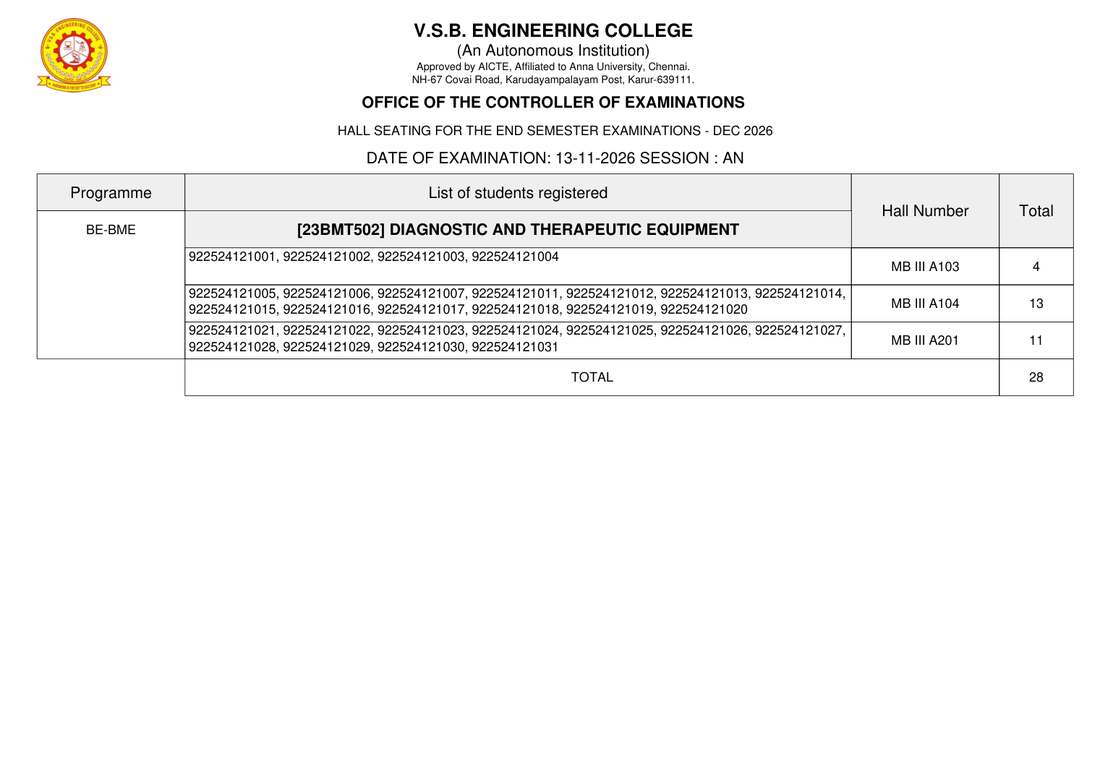 V.S.B. ENGINEERING COLLEGE
(An Autonomous Institution)
Approved by AICTE, Affiliated to Anna University, Chennai.
NH-67 Covai Road, Karudayampalayam Post, Karur-639111.
OFFICE OF THE CONTROLLER OF EXAMINATIONS
HALL SEATING FOR THE END SEMESTER EXAMINATIONS - DEC 2026
DATE OF EXAMINATION: 13-11-2026 SESSION : AN
Programme List of students registered Hall Number Total
BE-BME [23BMT502] DIAGNOSTIC AND THERAPEUTIC EQUIPMENT
922524121001, 922524121002, 922524121003, 922524121004 MB III A103 4
922524121005, 922524121006, 922524121007, 922524121011, 922524121012, 922524121013, 922524121014,
922524121015, 922524121016, 922524121017, 922524121018, 922524121019, 922524121020 MB III A104 13
922524121021, 922524121022, 922524121023, 922524121024, 922524121025, 922524121026, 922524121027,
922524121028, 922524121029, 922524121030, 922524121031 MB III A201 11
TOTAL 28